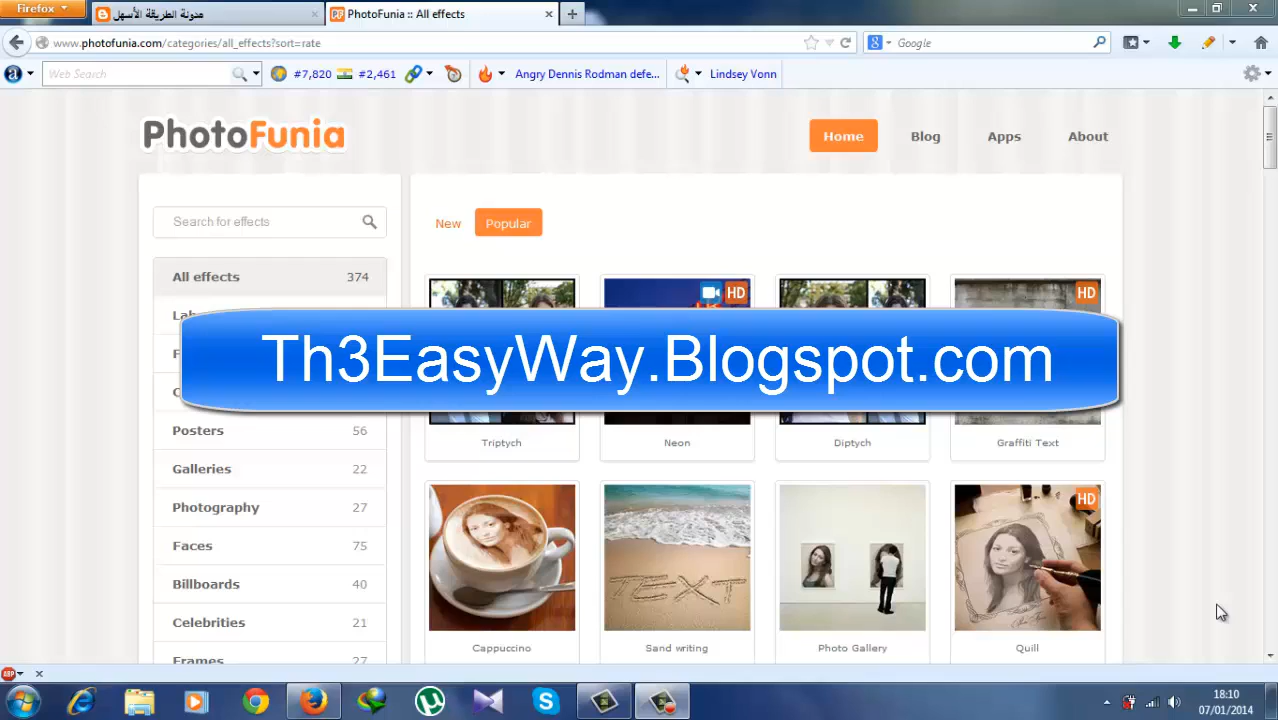 Firefox
مدونة الطريقة الأسهل
PhotoFunia :: All effects
www.photofunia.com/categories/all_effects?sort=rate
Google
Web Search
#7,820
#2,461
Angry Dennis Rodman defe...
Lindsey Vonn
PhotoFunia
Home
Blog
Apps
About
Search for effects
New
Popular
All effects 374
HD
HD
Th3EasyWay.Blogspot.com
Triptych
Neon
Diptych
Graffiti Text
Posters 56
Galleries 22
Photography 27
Faces 75
Billboards 40
Celebrities 21
Frames 27
TEXT
HD
Cappuccino
Sand writing
Photo Gallery
Quill
ABP
18:10
07/01/2014